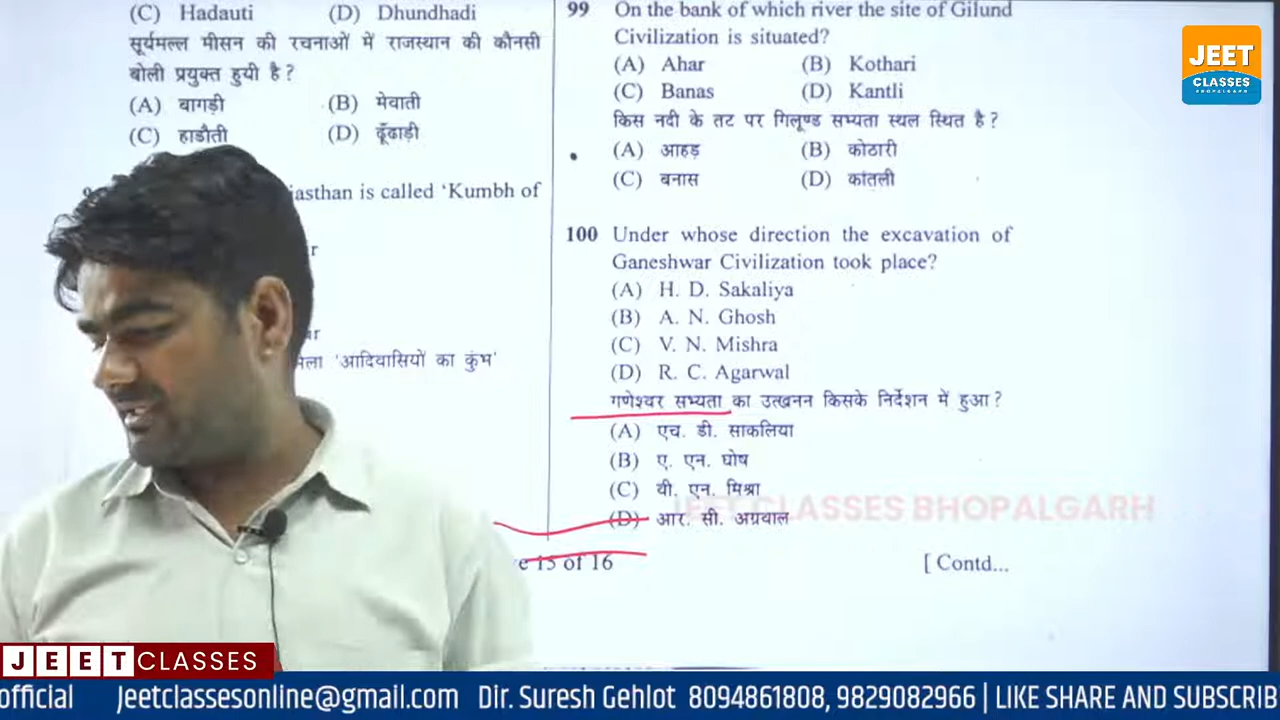 (C) Hadauti (D) Dhundhadi
सूर्यमल्ल मीसन की रचनाओं में राजस्थान की कौनसी
बोली प्रयुक्त हुयी है ?
(A) बागड़ी (B) मेवाती
(C) हाडौती (D) ढूँढाड़ी
is called 'Kumbh of
'आदिवासियों का कुंभ'
99 On the bank of which river the site of Gilund
Civilization is situated?
(A) Ahar (B) Kothari
(C) Banas (D) Kantli
किस नदी के तट पर गिलूण्ड सभ्यता स्थल स्थित है ?
(A) आहड़ (B) कोठारी
(C) बनास (D) कांतली
100 Under whose direction the excavation of
Ganeshwar Civilization took place?
(A) H. D. Sakaliya
(B) A. N. Ghosh
(C) V. N. Mishra
(D) R. C. Agarwal
गणेश्वर सभ्यता का उत्खनन किसके निर्देशन में हुआ ?
(A) एच. डी. साकलिया
(B) ए. एन. घोष
(C) वी. एन. मिश्रा
(D) आर. सी. अग्रवाल
15 of 16 [ Contd...
JEET CLASSES BHOPALGARH
JEET
CLASSES
BHOPALGARH
JEET CLASSES
official Jeetclassesonline@gmail.com Dir. Suresh Gehlot 8094861808, 9829082966 | LIKE SHARE AND SUBSCRIB